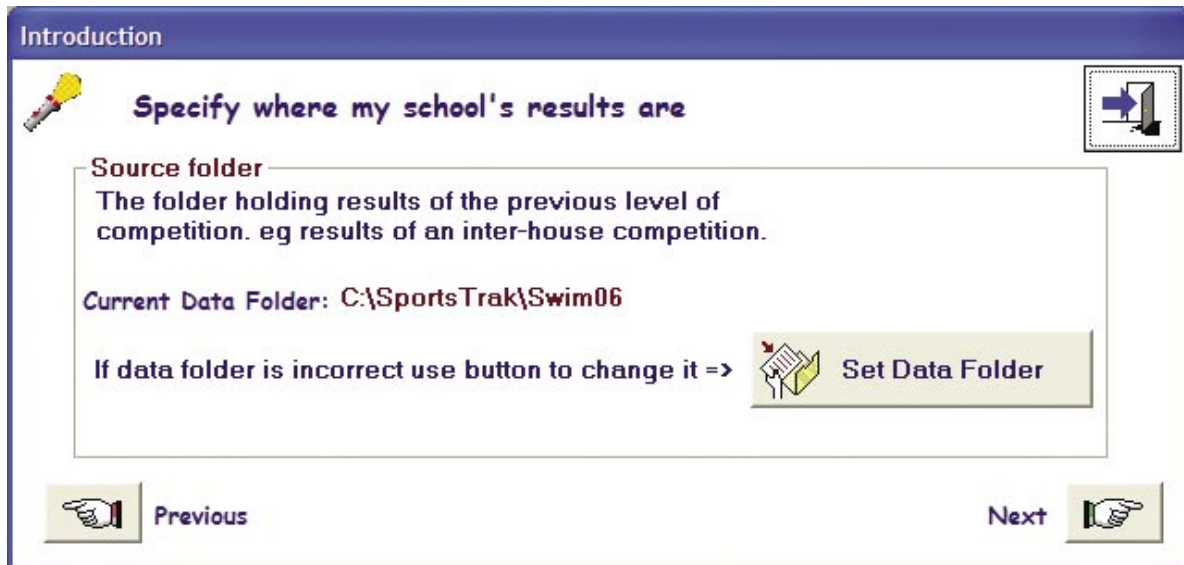 Introduction
Specify where my school's results are
Source folder
The folder holding results of the previous level of
competition. eg results of an inter-house competition.
Current Data Folder: C:\SportsTrak\Swim06
If data folder is incorrect use button to change it => Set Data Folder
Previous Next